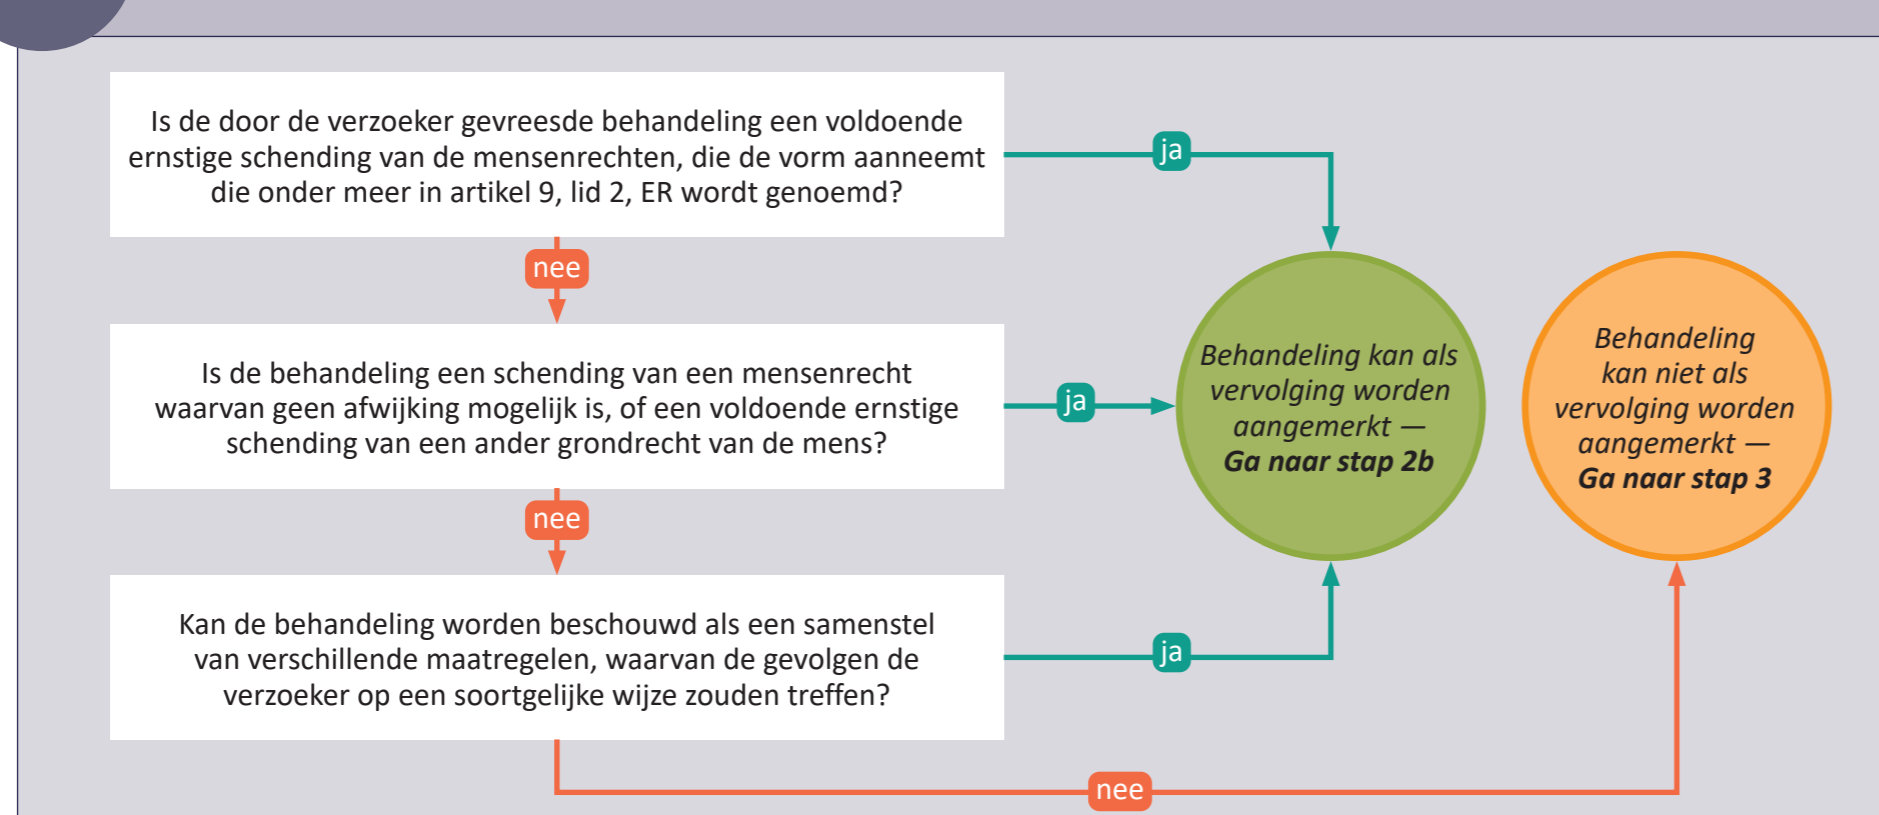 Is de door de verzoeker gevreesde behandeling een voldoende
ernstige schending van de mensenrechten, die de vorm aanneemt
die onder meer in artikel 9, lid 2, ER wordt genoemd?
ja
nee
Is de behandeling een schending van een mensenrecht
waarvan geen afwijking mogelijk is, of een voldoende ernstige
schending van een ander grondrecht van de mens?
ja
Behandeling kan als
vervolging worden
aangemerkt —
Ga naar stap 2b
Behandeling
kan niet als
vervolging worden
aangemerkt —
Ga naar stap 3
nee
Kan de behandeling worden beschouwd als een samenstel
van verschillende maatregelen, waarvan de gevolgen de
verzoeker op een soortgelijke wijze zouden treffen?
ja
nee